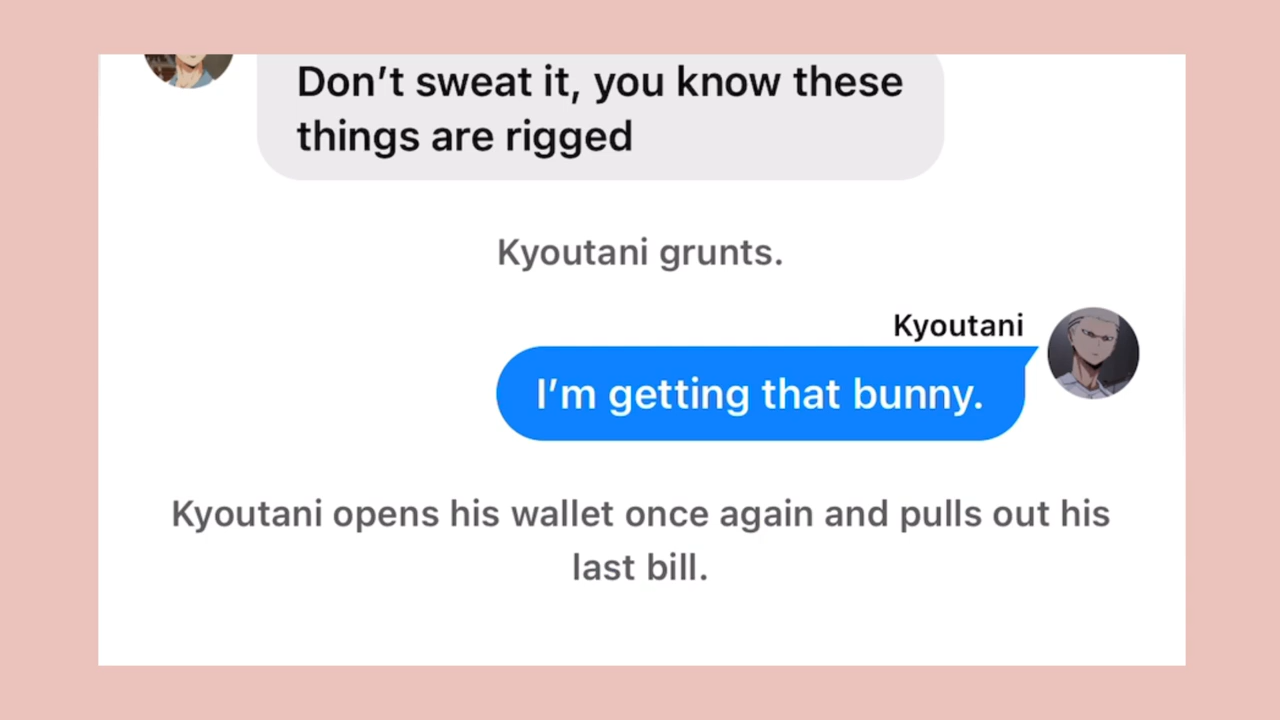 Don’t sweat it, you know these
things are rigged
Kyoutani grunts.
Kyoutani
I’m getting that bunny.
Kyoutani opens his wallet once again and pulls out his
last bill.